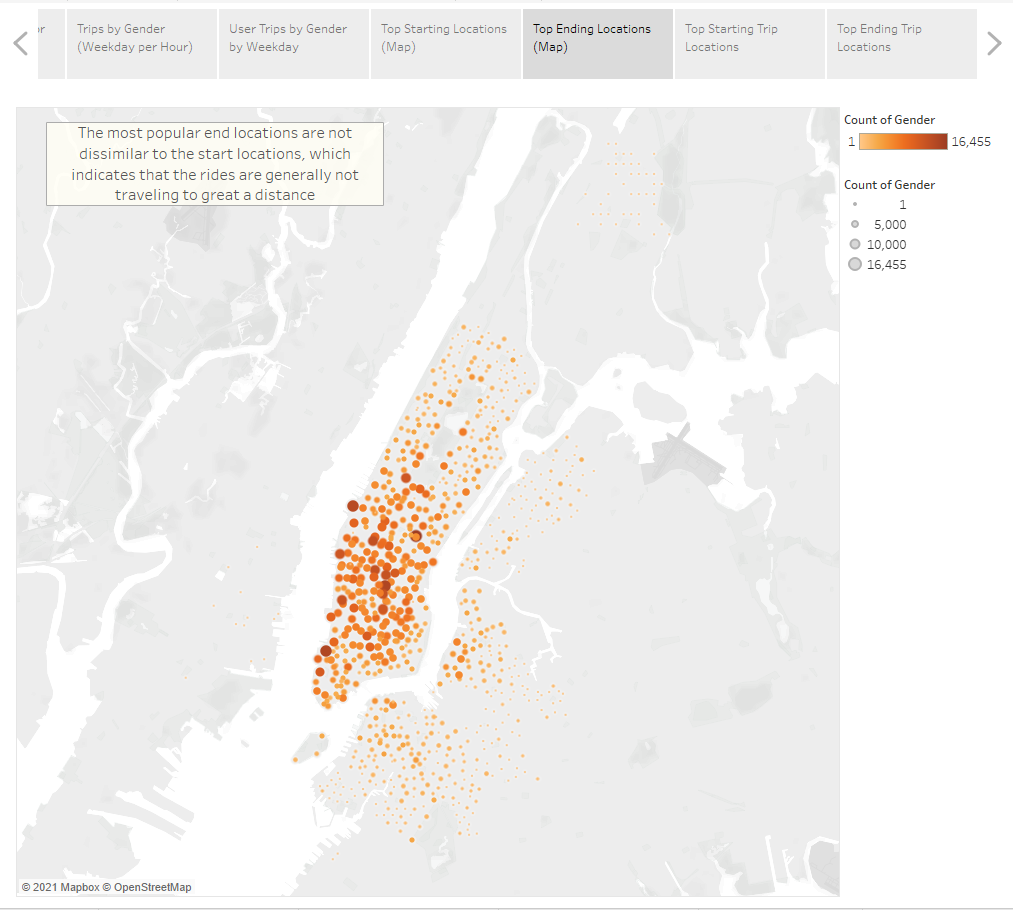 r
Trips by Gender
(Weekday per Hour)
User Trips by Gender
by Weekday
Top Starting Locations
(Map)
Top Ending Locations
(Map)
Top Starting Trip
Locations
Top Ending Trip
Locations
The most popular end locations are not
dissimilar to the start locations, which
indicates that the rides are generally not
traveling to great a distance
Count of Gender
1 16,455
Count of Gender
1
5,000
10,000
16,455
© 2021 Mapbox © OpenStreetMap